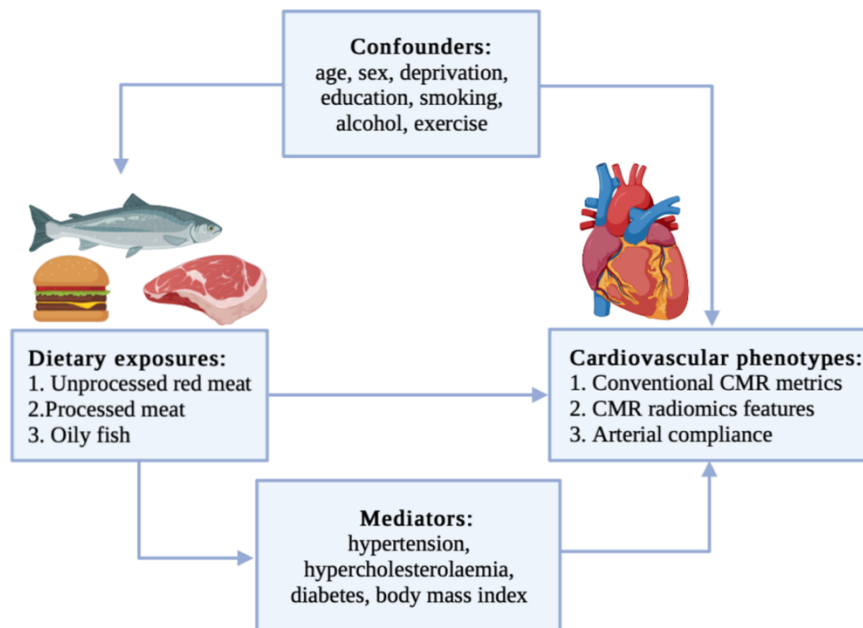 Confounders:
age, sex, deprivation,
education, smoking,
alcohol, exercise
Dietary exposures:
1. Unprocessed red meat
2.Processed meat
3. Oily fish
Cardiovascular phenotypes:
1. Conventional CMR metrics
2. CMR radiomics features
3. Arterial compliance
Mediators:
hypertension,
hypercholesterolaemia,
diabetes, body mass index